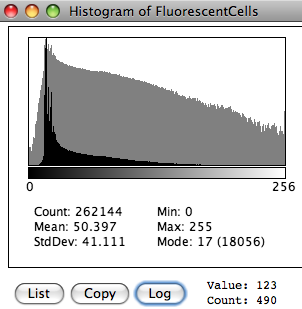 Histogram of FluorescentCells
0 256
Count: 262144 Min: 0
Mean: 50.397 Max: 255
StdDev: 41.111 Mode: 17 (18056)
List Copy Log Value: 123
Count: 490